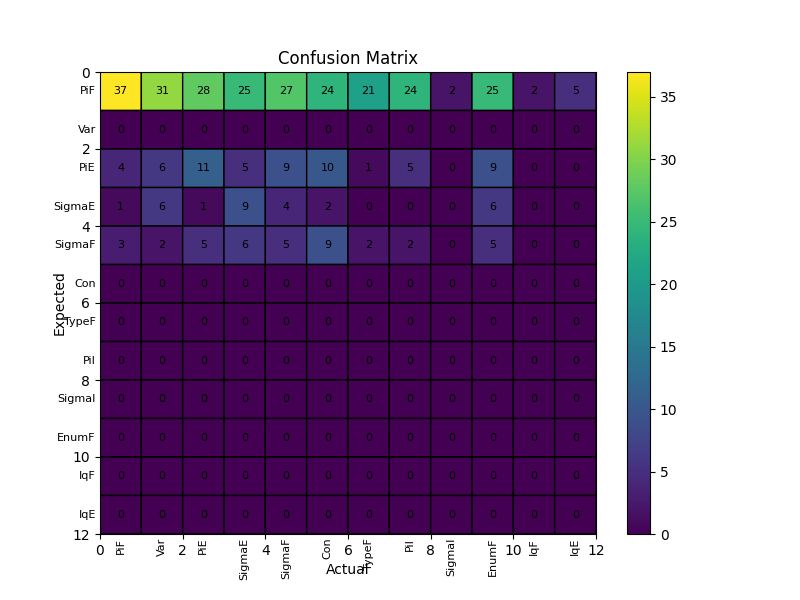 Confusion Matrix
0
PiF 37 31 28 25 27 24 21 24 2 25 2 5
Var 0 0 0 0 0 0 0 0 0 0 0 0
2
PiE 4 6 11 5 9 10 1 5 0 9 0 0
SigmaE 1 6 1 9 4 2 0 0 0 6 0 0
4
SigmaF 3 2 5 6 5 9 2 2 0 5 0 0
Con 0 0 0 0 0 0 0 0 0 0 0 0
Expected
6
TypeF 0 0 0 0 0 0 0 0 0 0 0 0
PiI 0 0 0 0 0 0 0 0 0 0 0 0
8
SigmaI 0 0 0 0 0 0 0 0 0 0 0 0
EnumF 0 0 0 0 0 0 0 0 0 0 0 0
10
IqF 0 0 0 0 0 0 0 0 0 0 0 0
IqE 0 0 0 0 0 0 0 0 0 0 0 0
12
0 2 4 6 8 10 12
PiF Var PiE SigmaE SigmaF Con TypeF PiI SigmaI EnumF IqF IqE
Actual
35
30
25
20
15
10
5
0